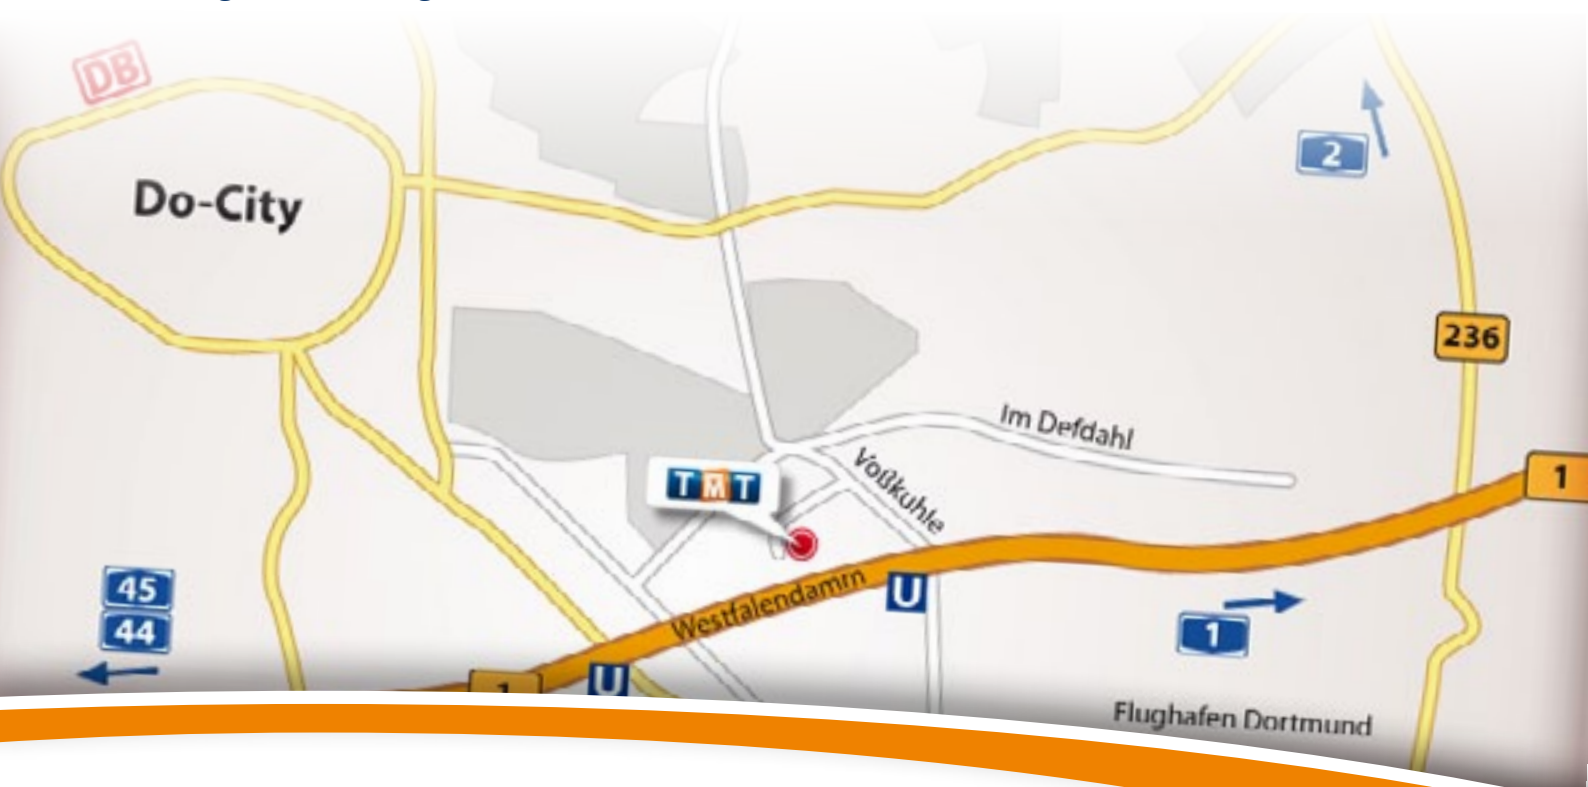 DB
Do-City
2
236
Im Defdahl
Voßkuhle
1
TMT
Westfalendamm
U
45
44
1
1
U
Flughafen Dortmund